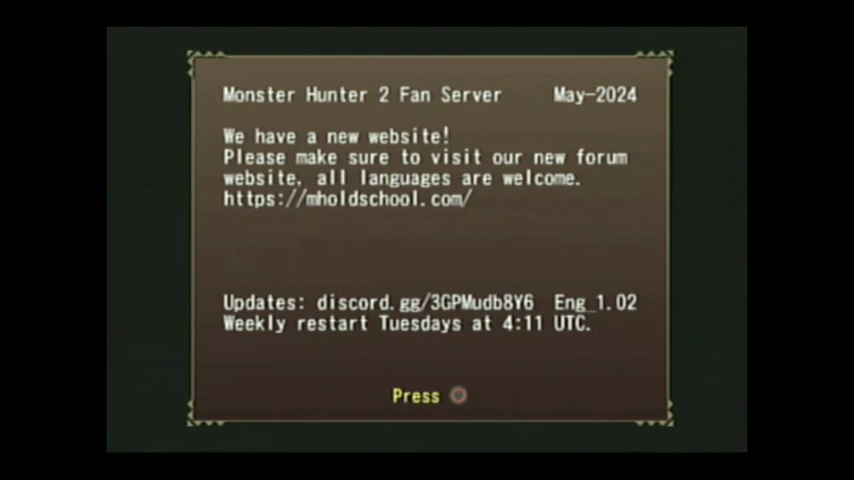 Monster Hunter 2 Fan Server May-2024
We have a new website!
Please make sure to visit our new forum
website, all languages are welcome.
https://mholdschool.com/
Updates: discord.gg/3GPMudb8Y6 Eng_1.02
Weekly restart Tuesdays at 4:11 UTC.
Press